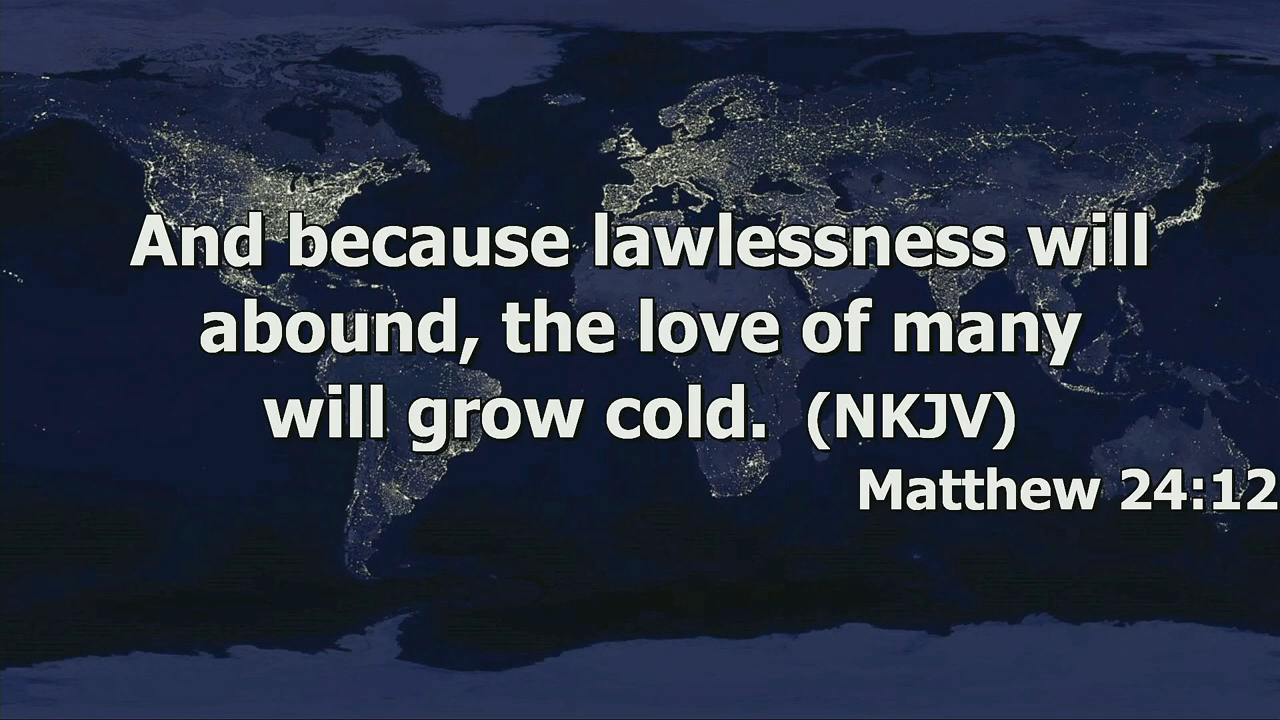 And because lawlessness will
abound, the love of many
will grow cold. (NKJV)
Matthew 24:12